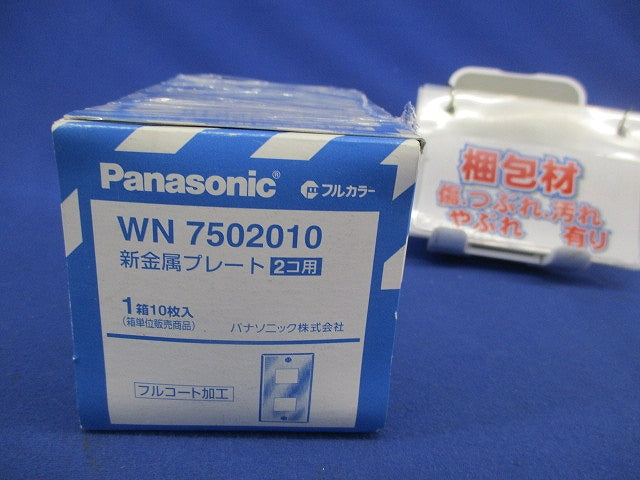 Panasonic フルカラー
WN 7502010
新金属プレート 2コ用
1箱10枚入
(箱単位販売商品)
パナソニック株式会社
フルコート加工
梱包材
傷、つぶれ、汚れ、
やぶれ 有り